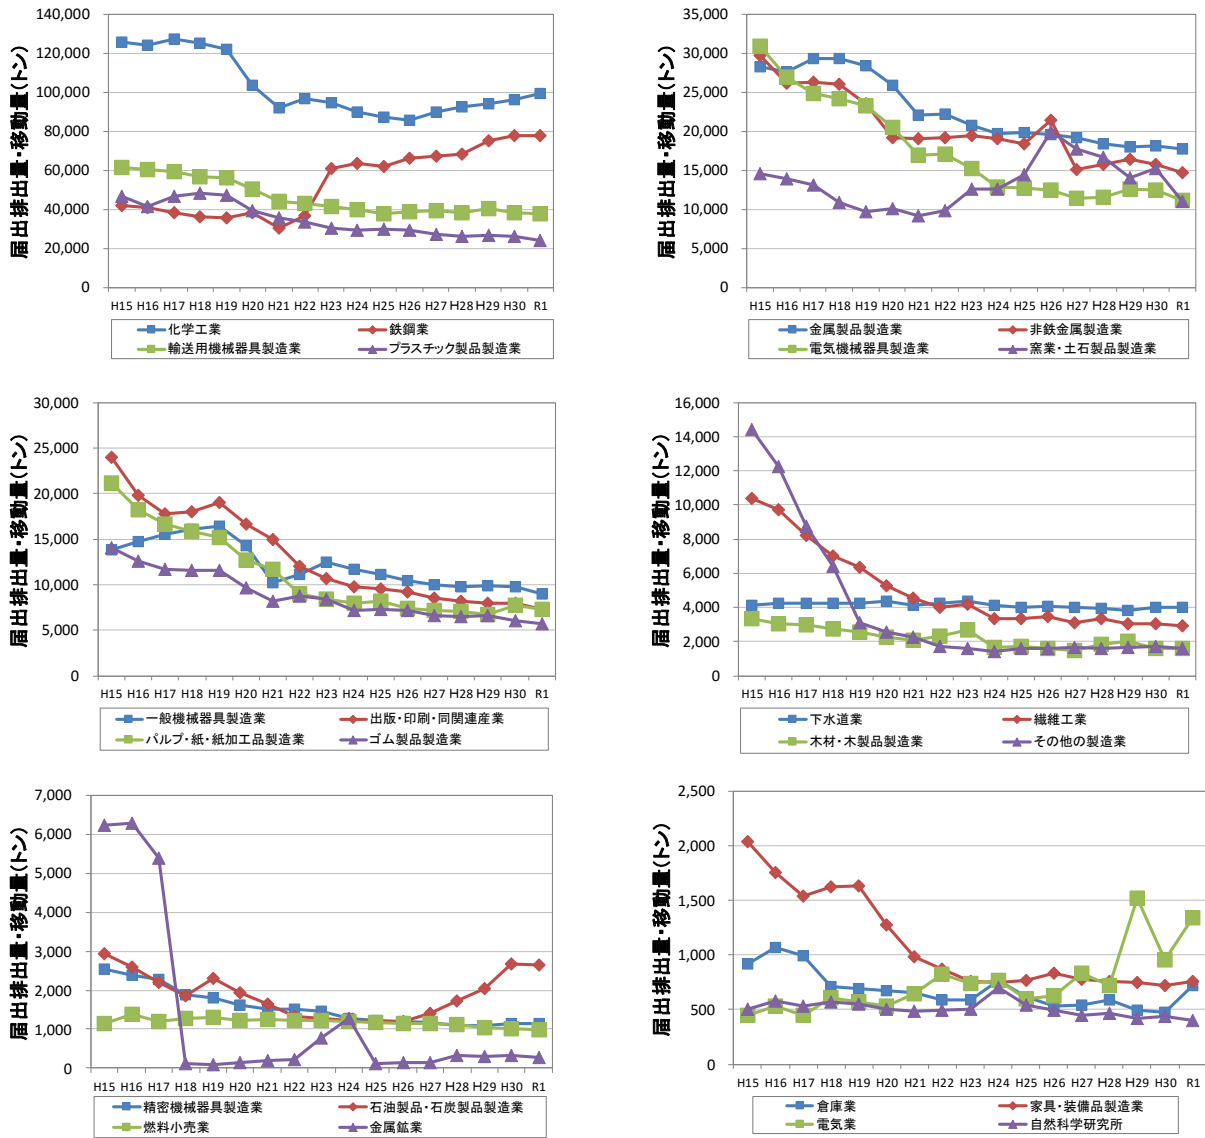 届出排出量・移動量(トン)
140,000
120,000
100,000
80,000
60,000
40,000
20,000
0
H15 H16 H17 H18 H19 H20 H21 H22 H23 H24 H25 H26 H27 H28 H29 H30 R1
化学工業 鉄鋼業
輸送用機械器具製造業 プラスチック製品製造業
届出排出量・移動量(トン)
35,000
30,000
25,000
20,000
15,000
10,000
5,000
0
H15 H16 H17 H18 H19 H20 H21 H22 H23 H24 H25 H26 H27 H28 H29 H30 R1
金属製品製造業 非鉄金属製造業
電気機械器具製造業 窯業・土石製品製造業
届出排出量・移動量(トン)
30,000
25,000
20,000
15,000
10,000
5,000
0
H15 H16 H17 H18 H19 H20 H21 H22 H23 H24 H25 H26 H27 H28 H29 H30 R1
一般機械器具製造業 出版・印刷・同関連産業
パルプ・紙・紙加工品製造業 ゴム製品製造業
届出排出量・移動量(トン)
16,000
14,000
12,000
10,000
8,000
6,000
4,000
2,000
0
H15 H16 H17 H18 H19 H20 H21 H22 H23 H24 H25 H26 H27 H28 H29 H30 R1
下水道業 繊維工業
木材・木製品製造業 その他の製造業
届出排出量・移動量(トン)
7,000
6,000
5,000
4,000
3,000
2,000
1,000
0
H15 H16 H17 H18 H19 H20 H21 H22 H23 H24 H25 H26 H27 H28 H29 H30 R1
精密機械器具製造業 石油製品・石炭製品製造業
燃料小売業 金属鉱業
届出排出量・移動量(トン)
2,500
2,000
1,500
1,000
500
0
H15 H16 H17 H18 H19 H20 H21 H22 H23 H24 H25 H26 H27 H28 H29 H30 R1
倉庫業 家具・装備品製造業
電気業 自然科学研究所